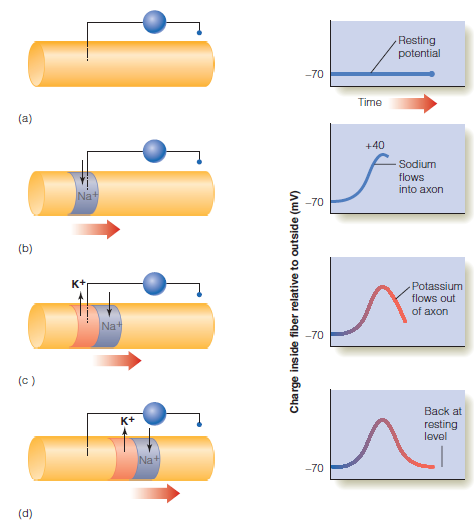 Resting
potential
–70
Time
(a)
+40
Sodium
flows
into axon
–70
Na+
(b)
Charge inside fiber relative to outside (mV)
K+
Na+
Potassium
flows out
of axon
–70
(c )
K+
Na+
Back at
resting
level
–70
(d)